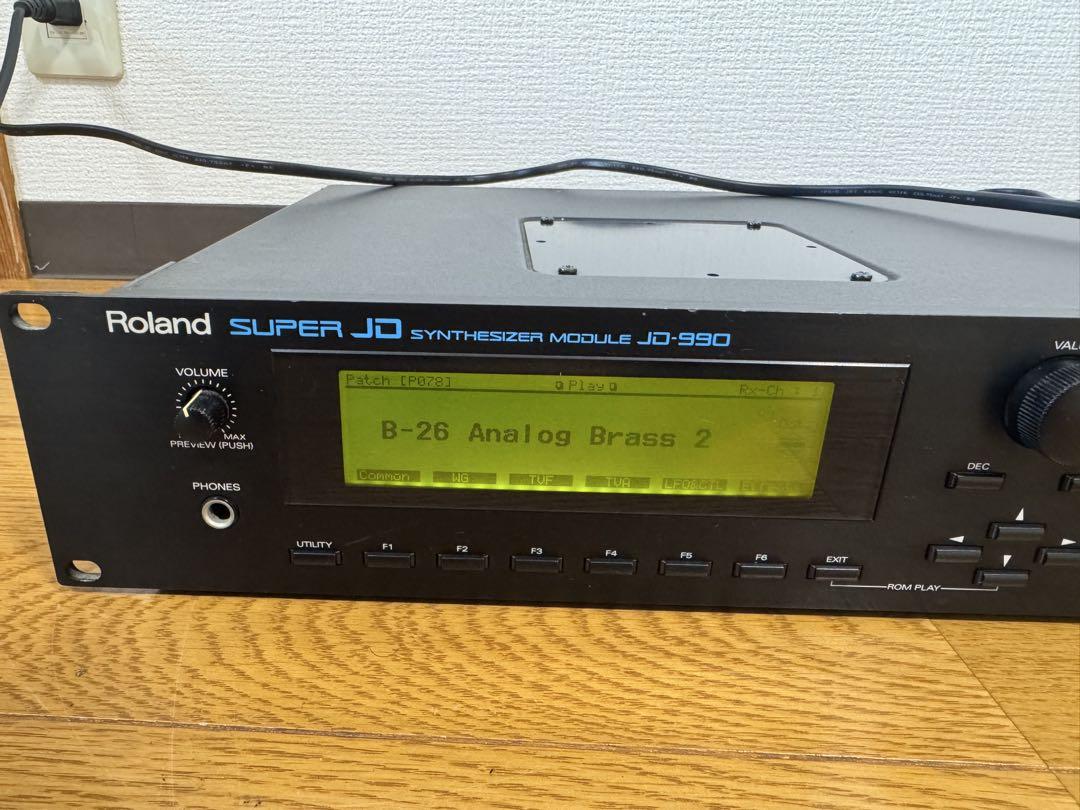 Roland SUPER JD SYNTHESIZER MODULE JD-990
VOLUME
MAX
PREVIEW (PUSH)
PHONES
Patch [P078] Play Rx-Ch : 1
B-26 Analog Brass 2
Common WG TVF TVA LFO&CTL Effects
UTILITY F1 F2 F3 F4 F5 F6 EXIT
ROM PLAY
DEC